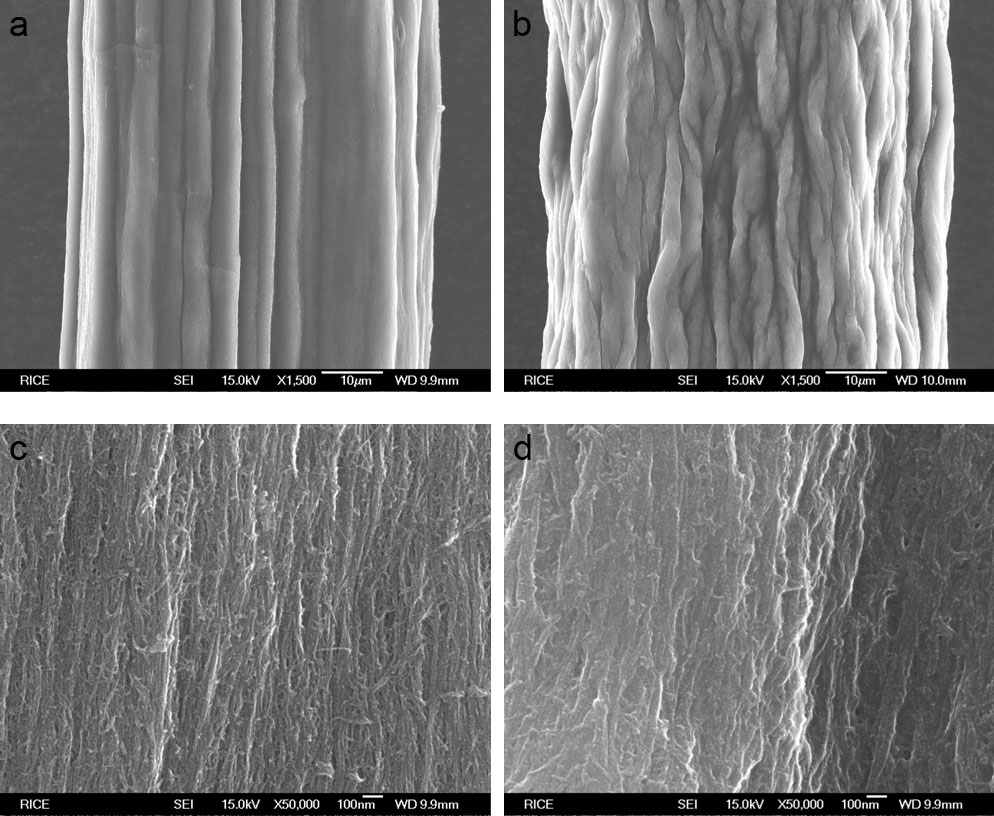 a
RICE SEI 15.0kV X1,500 10μm WD 9.9mm
b
RICE SEI 15.0kV X1,500 10μm WD 10.0mm
c
RICE SEI 15.0kV X50,000 100nm WD 9.9mm
d
RICE SEI 15.0kV X50,000 100nm WD 9.9mm